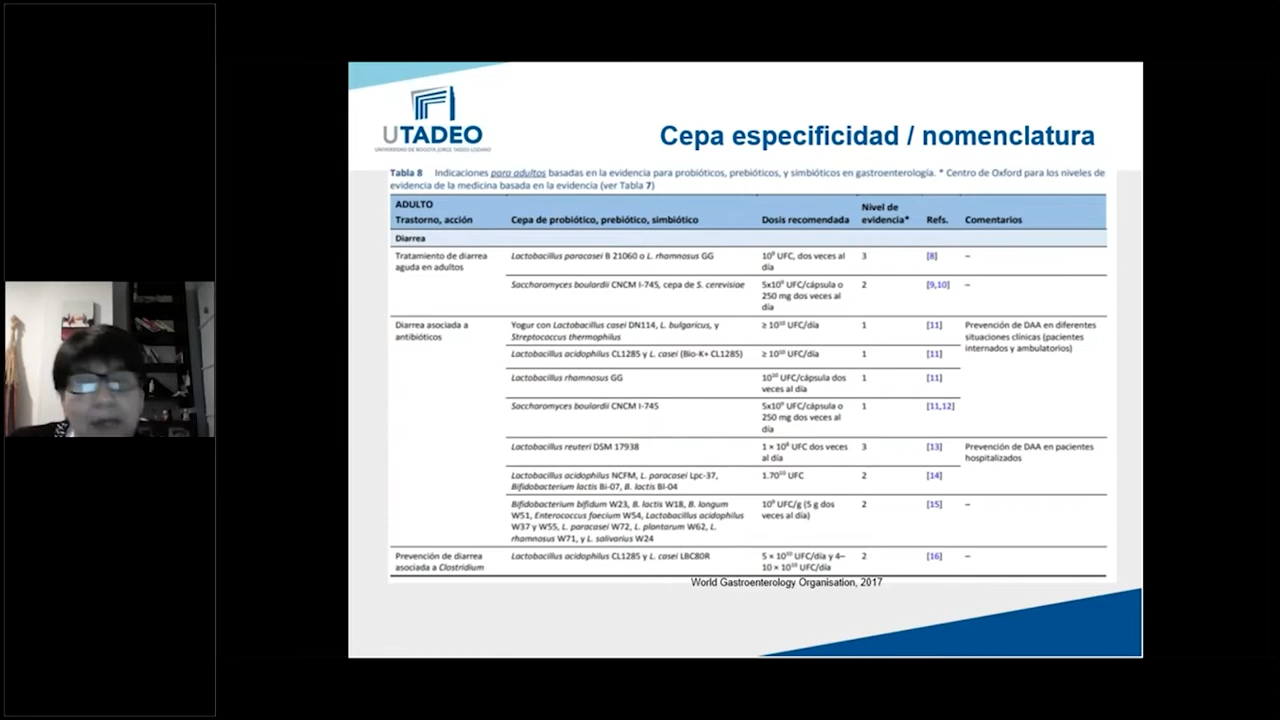 UTADEO
UNIVERSIDAD DE BOGOTÁ JORGE TADEO LOZANO
Cepa especificidad / nomenclatura
Tabla 8 Indicaciones para adultos basadas en la evidencia para probióticos, prebióticos, y simbióticos en gastroenterología. * Centro de Oxford para los niveles de
evidencia de la medicina basada en la evidencia (ver Tabla 7)
ADULTO
Trastorno, acción
Cepa de probiótico, prebiótico, simbiótico
Dosis recomendada
Nivel de
evidencia*
Refs.
Comentarios
Diarrea
Tratamiento de diarrea
aguda en adultos
Lactobacillus paracasei B 21060 o L. rhamnosus GG
10⁹ UFC, dos veces al
día
3
[8]
–
Saccharomyces boulardii CNCM I-745, cepa de S. cerevisiae
5x10⁹ UFC/cápsula o
250 mg dos veces al
día
2
[9,10]
–
Diarrea asociada a
antibióticos
Yogur con Lactobacillus casei DN114, L. bulgaricus, y
Streptococcus thermophilus
≥ 10¹⁰ UFC/día
1
[11]
Prevención de DAA en diferentes
situaciones clínicas (pacientes
internados y ambulatorios)
Lactobacillus acidophilus CL1285 y L. casei (Bio-K+ CL1285)
≥ 10¹⁰ UFC/día
1
[11]
Lactobacillus rhamnosus GG
10¹⁰ UFC/cápsula dos
veces al día
1
[11]
Saccharomyces boulardii CNCM I-745
5x10⁹ UFC/cápsula o
250 mg dos veces al
día
1
[11,12]
Lactobacillus reuteri DSM 17938
1 × 10⁸ UFC dos veces
al día
3
[13]
Prevención de DAA en pacientes
hospitalizados
Lactobacillus acidophilus NCFM, L. paracasei Lpc-37,
Bifidobacterium lactis Bi-07, B. lactis Bl-04
1.70¹⁰ UFC
2
[14]
Bifidobacterium bifidum W23, B. lactis W18, B. longum
W51, Enterococcus faecium W54, Lactobacillus acidophilus
W37 y W55, L. paracasei W72, L. plantarum W62, L.
rhamnosus W71, y L. salivarius W24
10⁹ UFC/g (5 g dos
veces al día)
2
[15]
–
Prevención de diarrea
asociada a Clostridium
Lactobacillus acidophilus CL1285 y L. casei LBC80R
5 × 10¹⁰ UFC/día y 4–
10 × 10¹⁰ UFC/día
2
[16]
–
World Gastroenterology Organisation, 2017